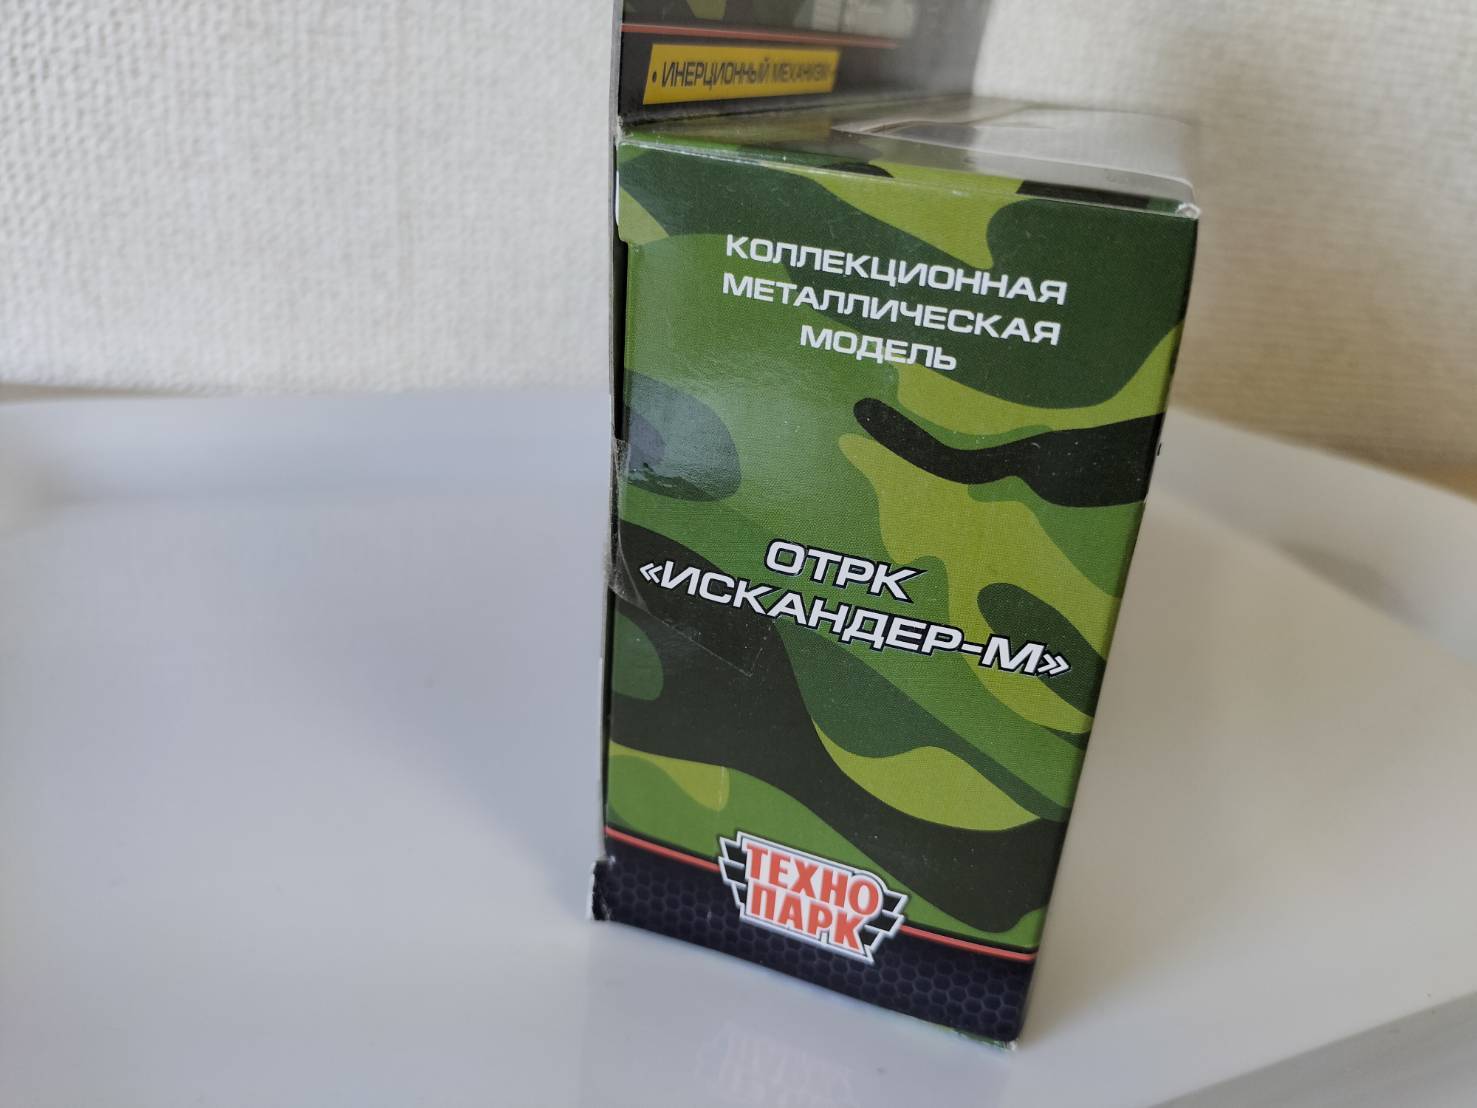 • ИНЕРЦИОННЫЙ МЕХАНИЗМ •
КОЛЛЕКЦИОННАЯ
МЕТАЛЛИЧЕСКАЯ
МОДЕЛЬ
ОТРК
«ИСКАНДЕР-М»
ТЕХНО
ПАРК